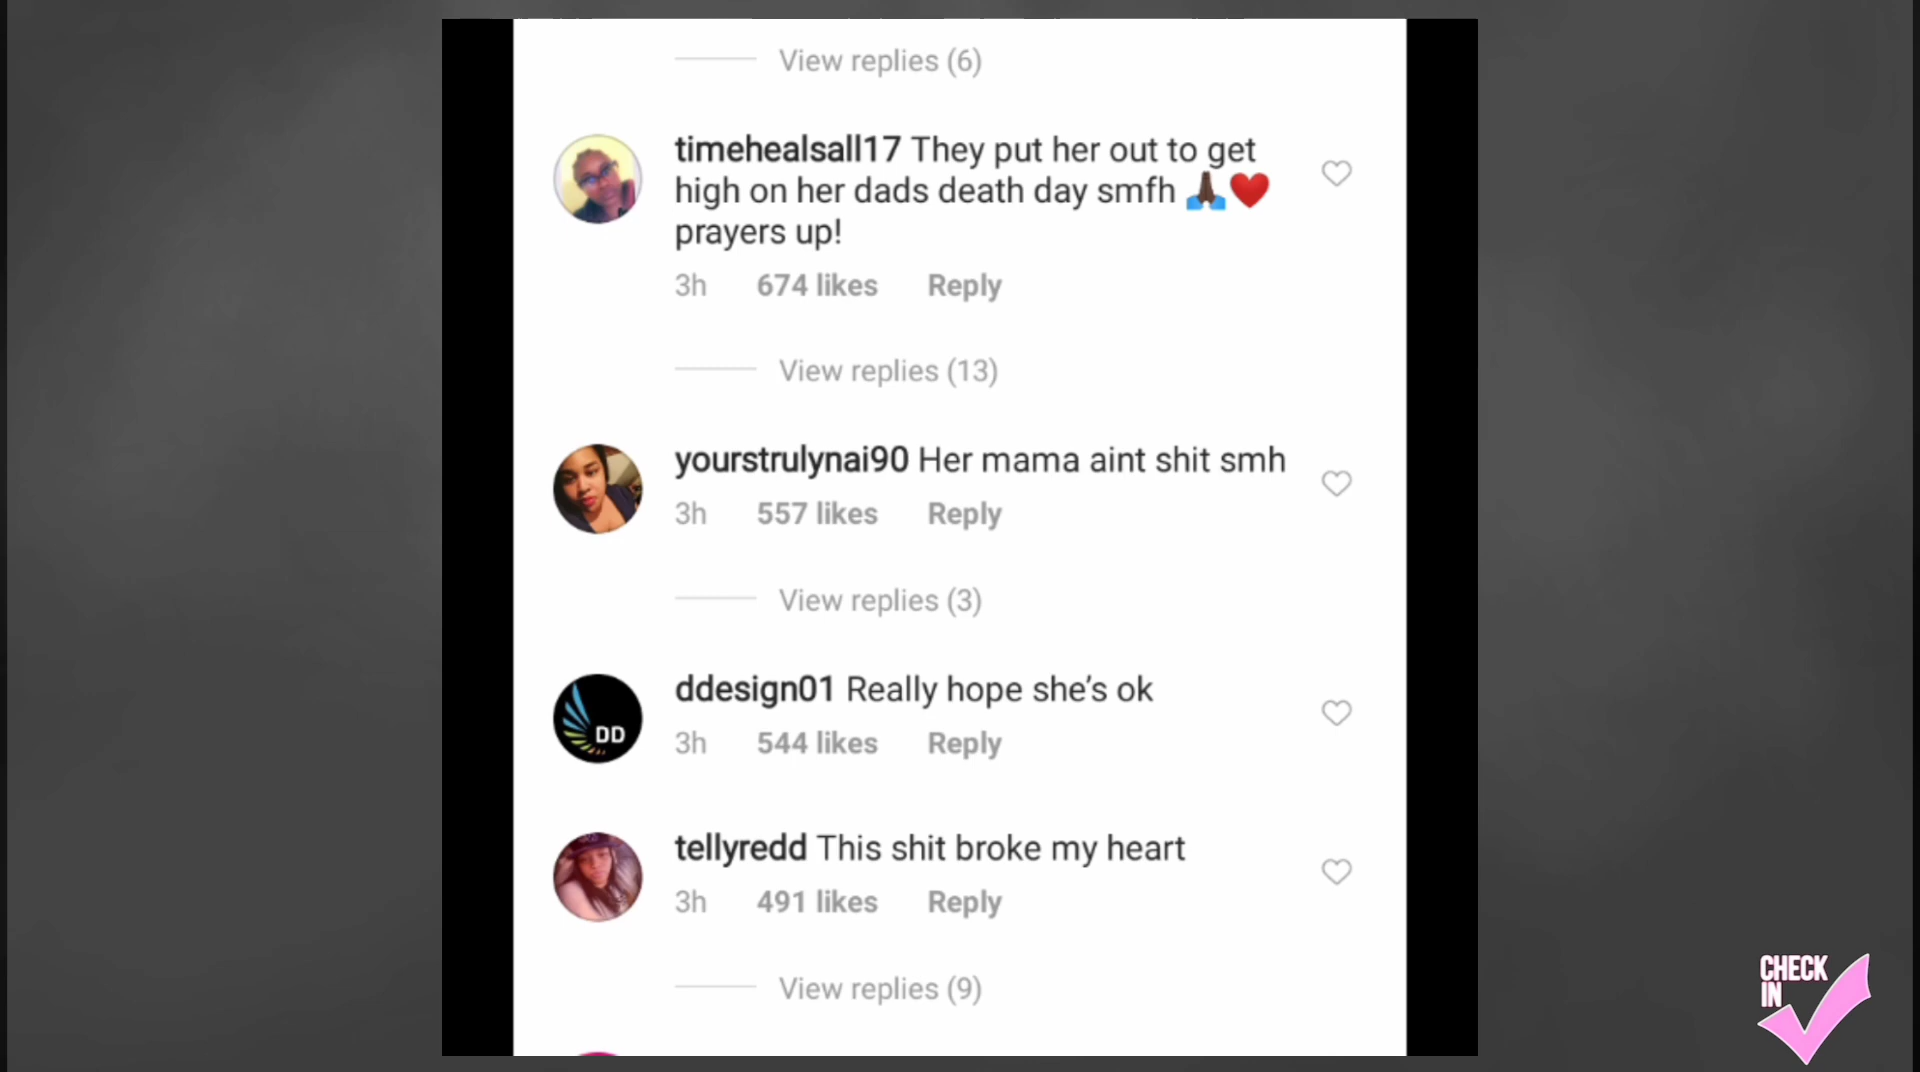 View replies (6)
timehealsall17 They put her out to get
high on her dads death day smfh 🙏🏿❤️
prayers up!
3h 674 likes Reply
View replies (13)
yourstrulynai90 Her mama aint shit smh
3h 557 likes Reply
View replies (3)
DD
ddesign01 Really hope she's ok
3h 544 likes Reply
tellyredd This shit broke my heart
3h 491 likes Reply
View replies (9)
CHECK
IN